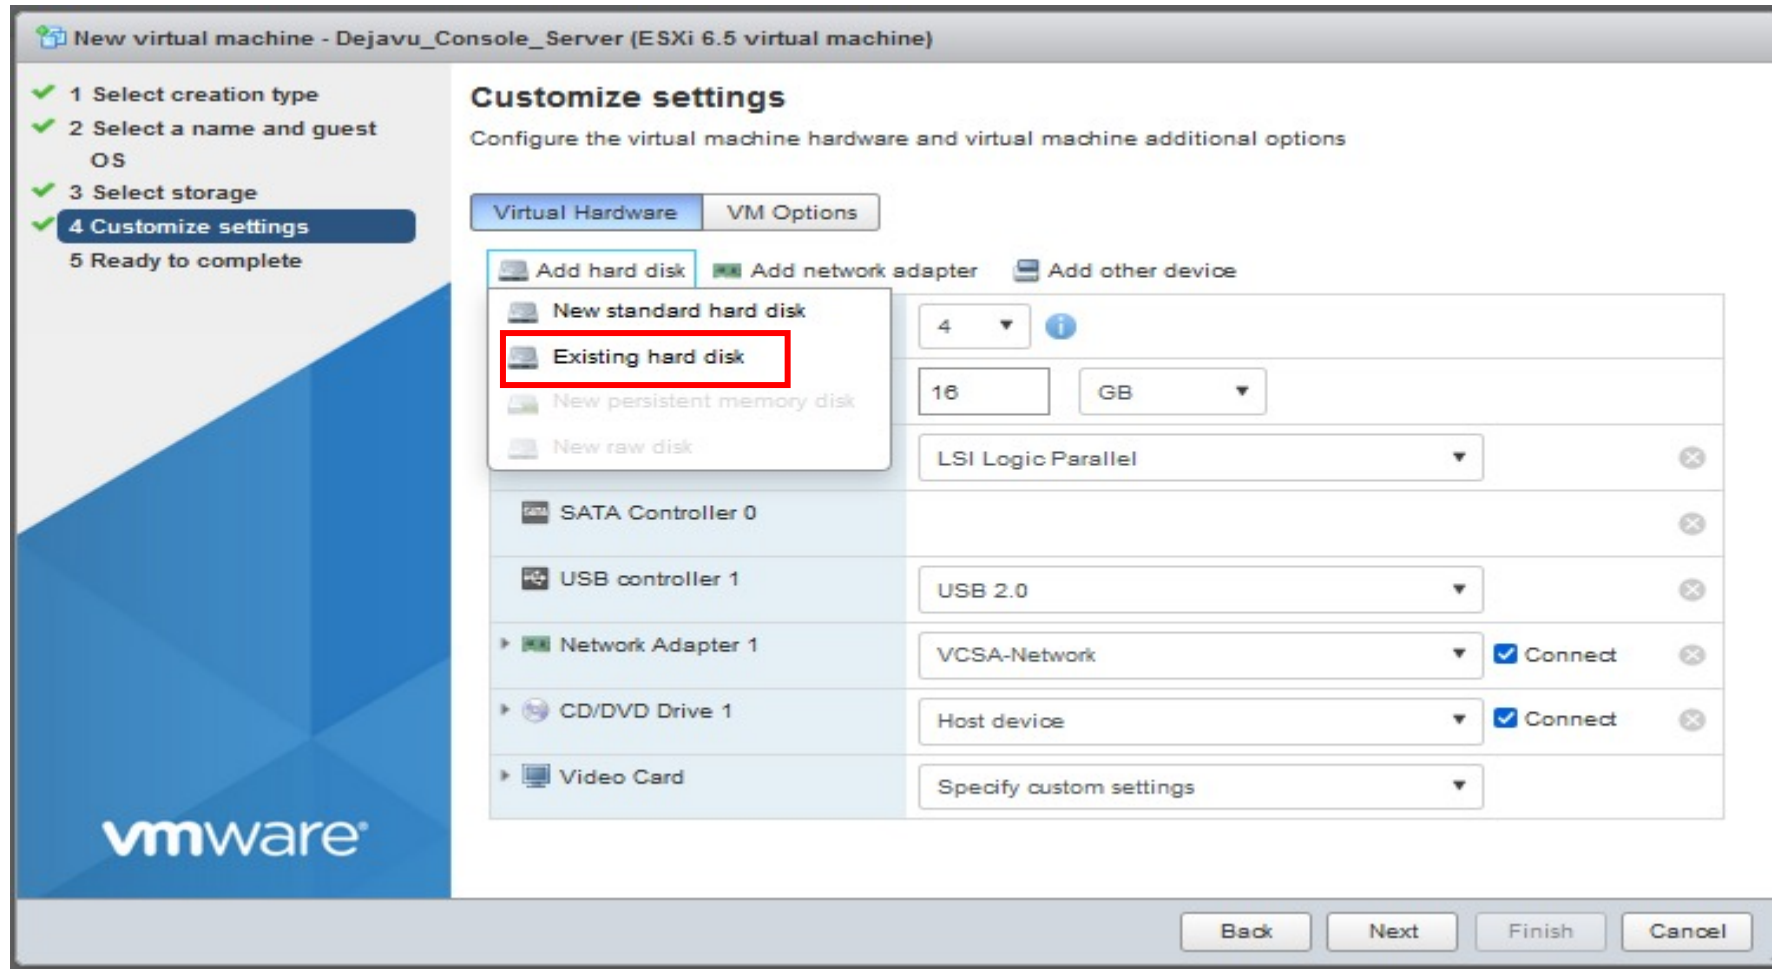 New virtual machine - Dejavu_Console_Server (ESXi 6.5 virtual machine)
1 Select creation type
2 Select a name and guest
OS
3 Select storage
4 Customize settings
5 Ready to complete
vmware®
Customize settings
Configure the virtual machine hardware and virtual machine additional options
Virtual Hardware VM Options
Add hard disk Add network adapter Add other device
New standard hard disk
Existing hard disk
New persistent memory disk
New raw disk
4
16 GB
LSI Logic Parallel
SATA Controller 0
USB controller 1 USB 2.0
Network Adapter 1 VCSA-Network Connect
CD/DVD Drive 1 Host device Connect
Video Card Specify custom settings
Back Next Finish Cancel